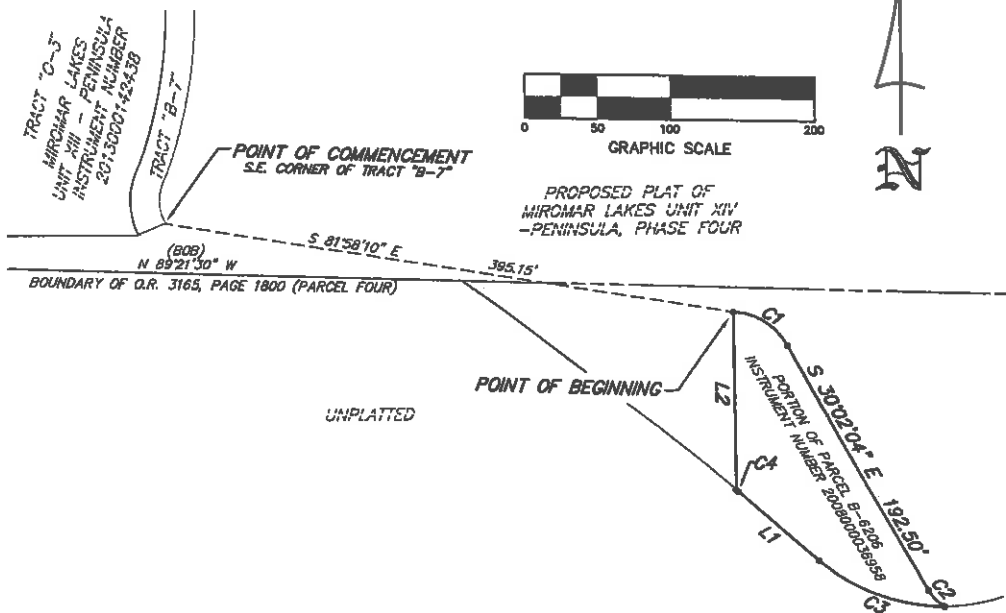 TRACT "O-3"
MIROMAR LAKES
UNIT XIII - PENINSULA
INSTRUMENT NUMBER
2013000142438
TRACT "B-7"
POINT OF COMMENCEMENT
S.E. CORNER OF TRACT "B-7"
0 50 100 200
GRAPHIC SCALE
N
PROPOSED PLAT OF
MIROMAR LAKES UNIT XIV
-PENINSULA, PHASE FOUR
S 81°58'10" E
395.15'
(BOB)
N 89°21'30" W
BOUNDARY OF O.R. 3165, PAGE 1800 (PARCEL FOUR)
C1
POINT OF BEGINNING
L2
S 30°02'04" E 192.50'
PORTION OF PARCEL B-6206
INSTRUMENT NUMBER 2008000036958
UNPLATTED
C4
L1
C3
C2